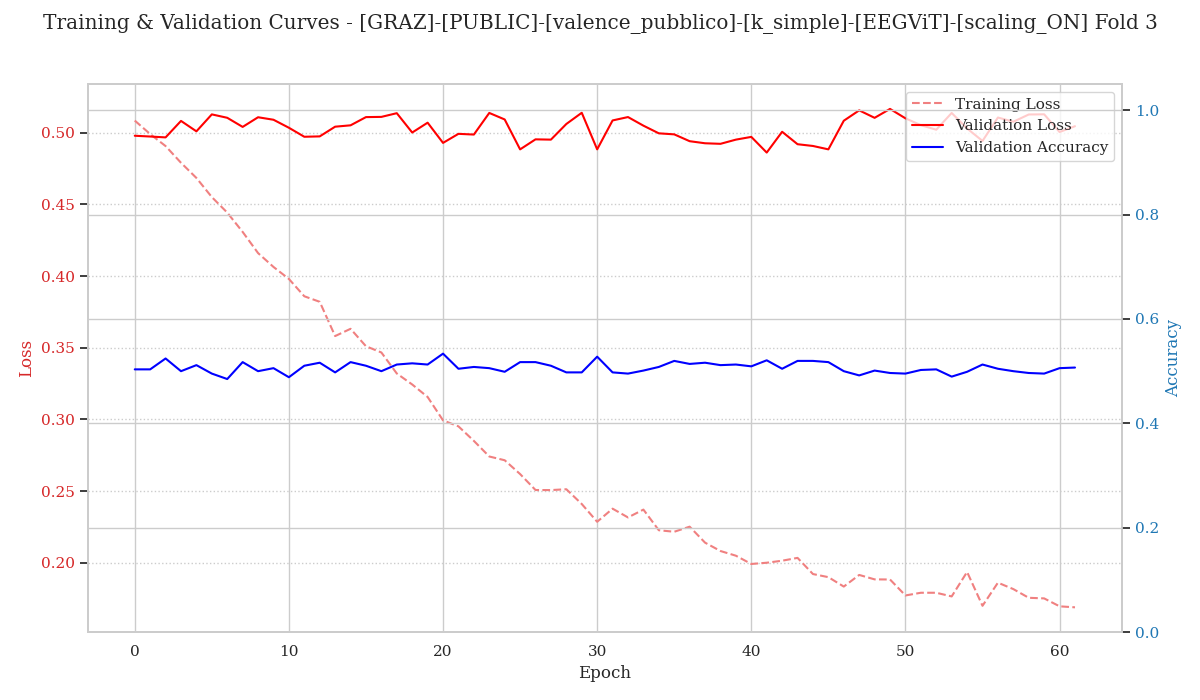 Training & Validation Curves - [GRAZ]-[PUBLIC]-[valence_pubblico]-[k_simple]-[EEGViT]-[scaling_ON] Fold 3
Training Loss
Validation Loss
Validation Accuracy
Loss
0.50
0.45
0.40
0.35
0.30
0.25
0.20
1.0
0.8
0.6
0.4
0.2
0.0
Accuracy
0
10
20
30
40
50
60
Epoch